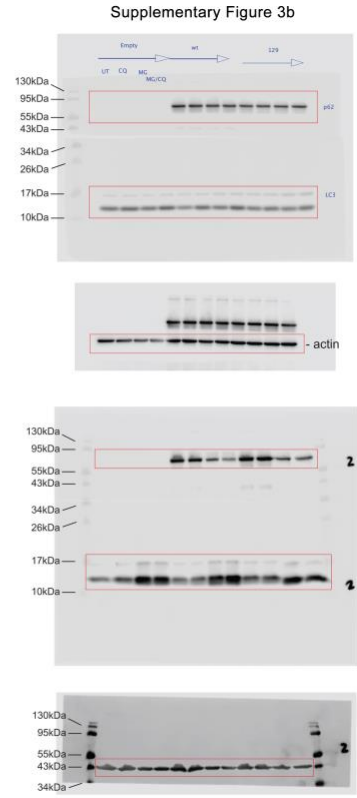 Supplementary Figure 3b
Empty wt 129
UT CQ MG MG/CQ
130kDa
95kDa
55kDa
43kDa
34kDa
26kDa
17kDa
10kDa
p62
LC3
- actin
130kDa
95kDa
55kDa
43kDa
34kDa
26kDa
17kDa
10kDa
2
2
130kDa
95kDa
55kDa
43kDa
34kDa
2